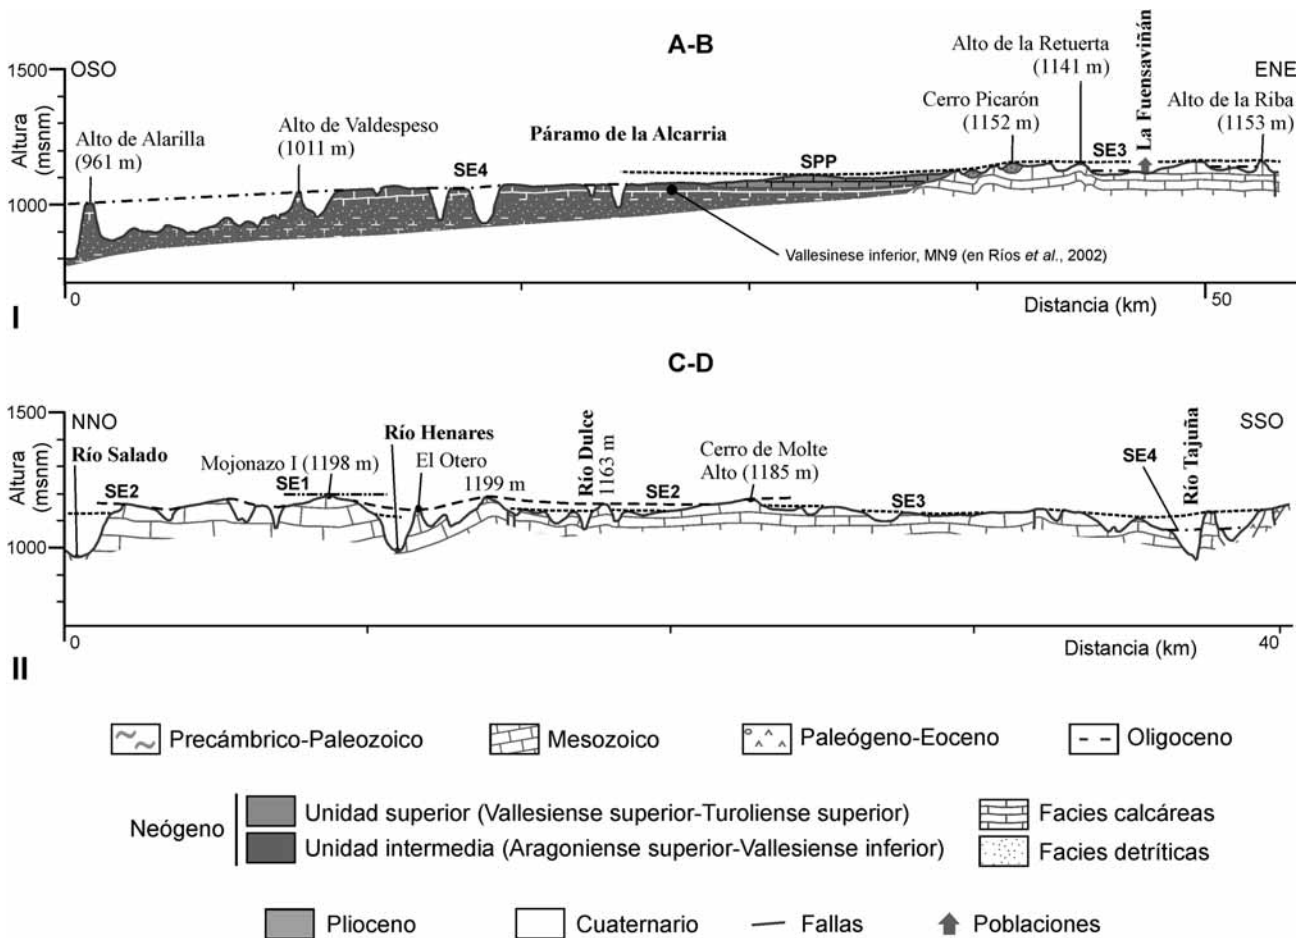 A-B
Altura
(msnm)
1500
1000
OSO
ENE
Alto de Alarilla
(961 m)
Alto de Valdespeso
(1011 m)
SE4
Páramo de la Alcarria
SPP
Cerro Picarón
(1152 m)
Alto de la Retuerta
(1141 m)
SE3
La Fuensaviñán
Alto de la Riba
(1153 m)
Vallesinese inferior, MN9 (en Ríos et al., 2002)
0
50
Distancia (km)
I
C-D
Altura
(msnm)
1500
1000
NNO
SSO
Río Salado
SE2
Mojonazo I (1198 m)
SE1
Río Henares
El Otero
1199 m
Río Dulce
1163 m
SE2
Cerro de Molte
Alto (1185 m)
SE3
SE4
Río Tajuña
0
40
Distancia (km)
II
Precámbrico-Paleozoico
Mesozoico
Paleógeno-Eoceno
Oligoceno
Neógeno
Unidad superior (Vallesiense superior-Turoliense superior)
Unidad intermedia (Aragoniense superior-Vallesiense inferior)
Facies calcáreas
Facies detríticas
Plioceno
Cuaternario
Fallas
Poblaciones